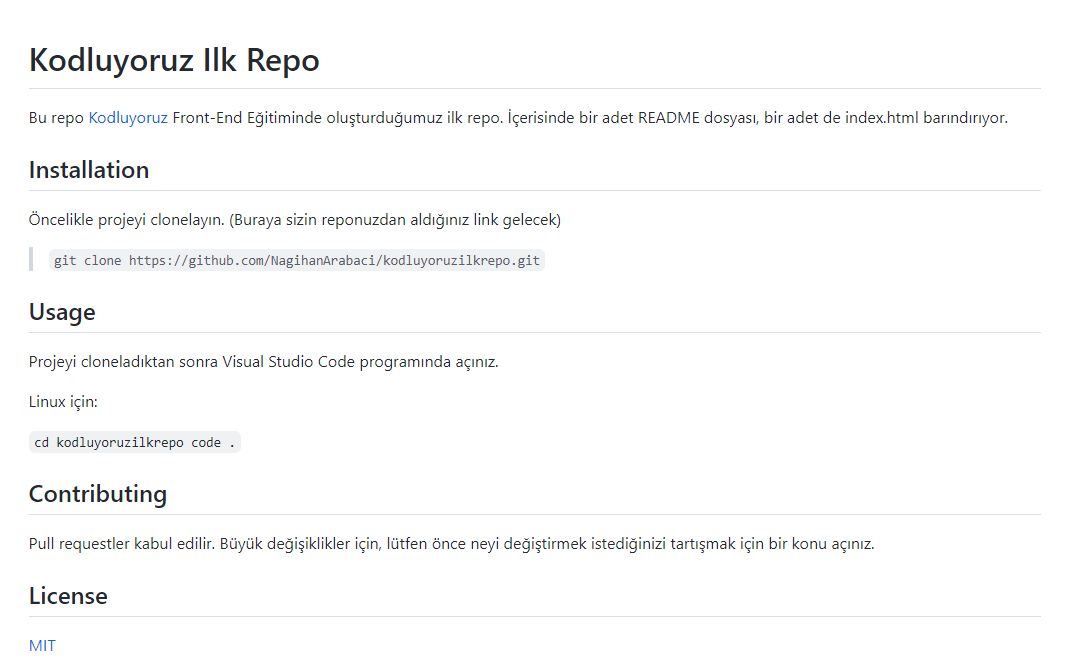 Kodluyoruz Ilk Repo
Bu repo Kodluyoruz Front-End Eğitiminde oluşturduğumuz ilk repo. İçerisinde bir adet README dosyası, bir adet de index.html barındırıyor.
Installation
Öncelikle projeyi clonelayın. (Buraya sizin reponuzdan aldığınız link gelecek)
git clone https://github.com/NagihanArabaci/kodluyoruzilkrepo.git
Usage
Projeyi cloneladıktan sonra Visual Studio Code programında açınız.
Linux için:
cd kodluyoruzilkrepo code .
Contributing
Pull requestler kabul edilir. Büyük değişiklikler için, lütfen önce neyi değiştirmek istediğinizi tartışmak için bir konu açınız.
License
MIT